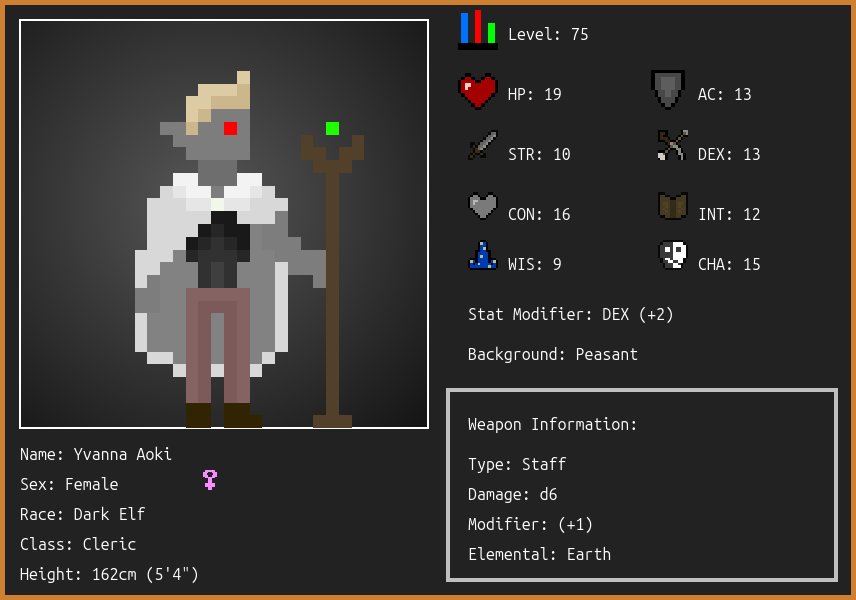 Level: 75
HP: 19
AC: 13
STR: 10
DEX: 13
CON: 16
INT: 12
WIS: 9
CHA: 15
Stat Modifier: DEX (+2)
Background: Peasant
Weapon Information:
Type: Staff
Damage: d6
Modifier: (+1)
Elemental: Earth
Name: Yvanna Aoki
Sex: Female
Race: Dark Elf
Class: Cleric
Height: 162cm (5'4")